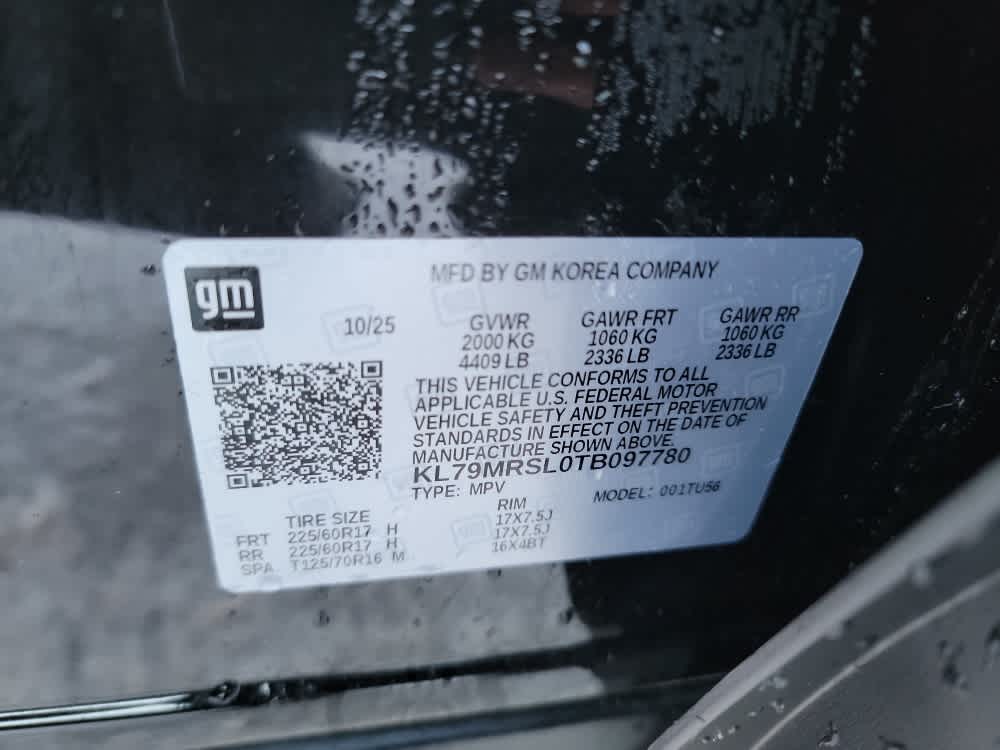 gm
MFD BY GM KOREA COMPANY
10/25
GVWR GAWR FRT GAWR RR
2000 KG 1060 KG 1060 KG
4409 LB 2336 LB 2336 LB
THIS VEHICLE CONFORMS TO ALL
APPLICABLE U.S. FEDERAL MOTOR
VEHICLE SAFETY AND THEFT PREVENTION
STANDARDS IN EFFECT ON THE DATE OF
MANUFACTURE SHOWN ABOVE.
KL79MRSL0TB097780
TYPE: MPV MODEL: 001TU56
TIRE SIZE RIM
FRT 225/60R17 H 17X7.5J
RR 225/60R17 H 17X7.5J
SPA T125/70R16 M 16X4BT